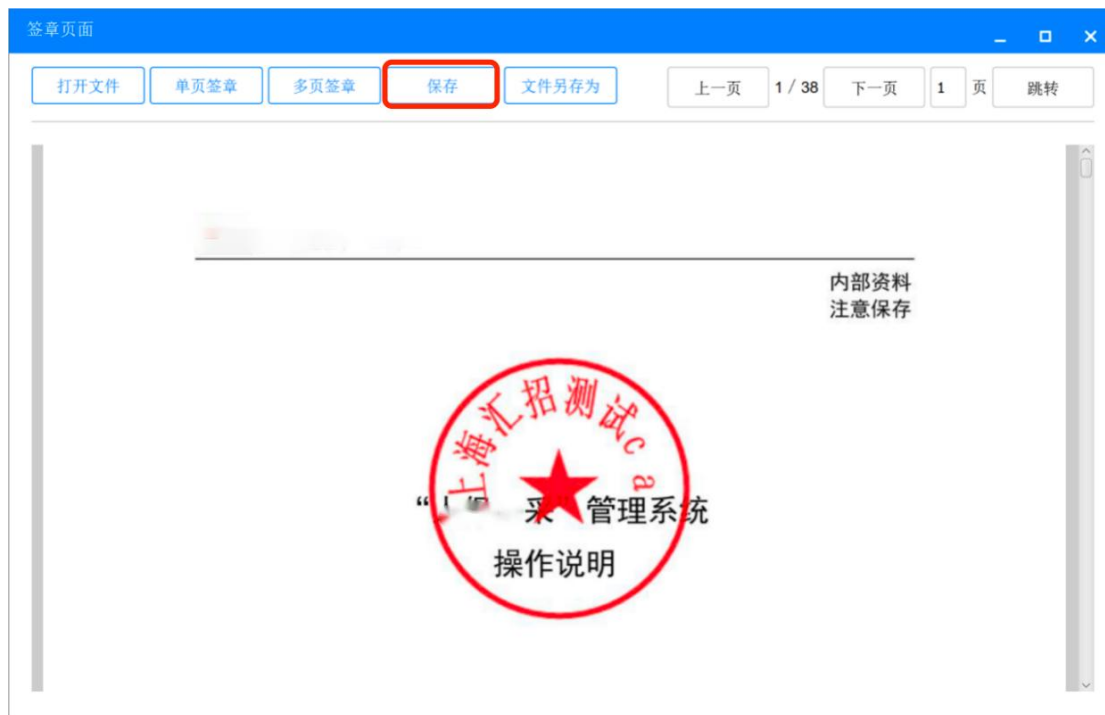 签章页面
打开文件 单页签章 多页签章 保存 文件另存为 上一页 1 / 38 下一页 1 页 跳转
内部资料
注意保存
上海汇招测试ca
采”管理系统
操作说明